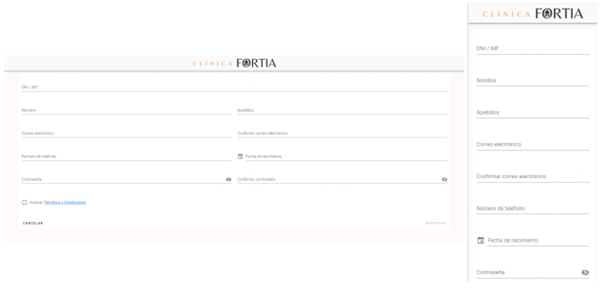 CLÍNICA FORTIA
DNI / NIF
Nombre Apellidos
Correo electrónico Confirmar correo electrónico
Número de teléfono Fecha de nacimiento
Contraseña Confirmar contraseña
Aceptar Términos y Condiciones
CANCELAR REGISTRAR
CLÍNICA FORTIA
DNI / NIF
Nombre
Apellidos
Correo electrónico
Confirmar correo electrónico
Número de teléfono
Fecha de nacimiento
Contraseña